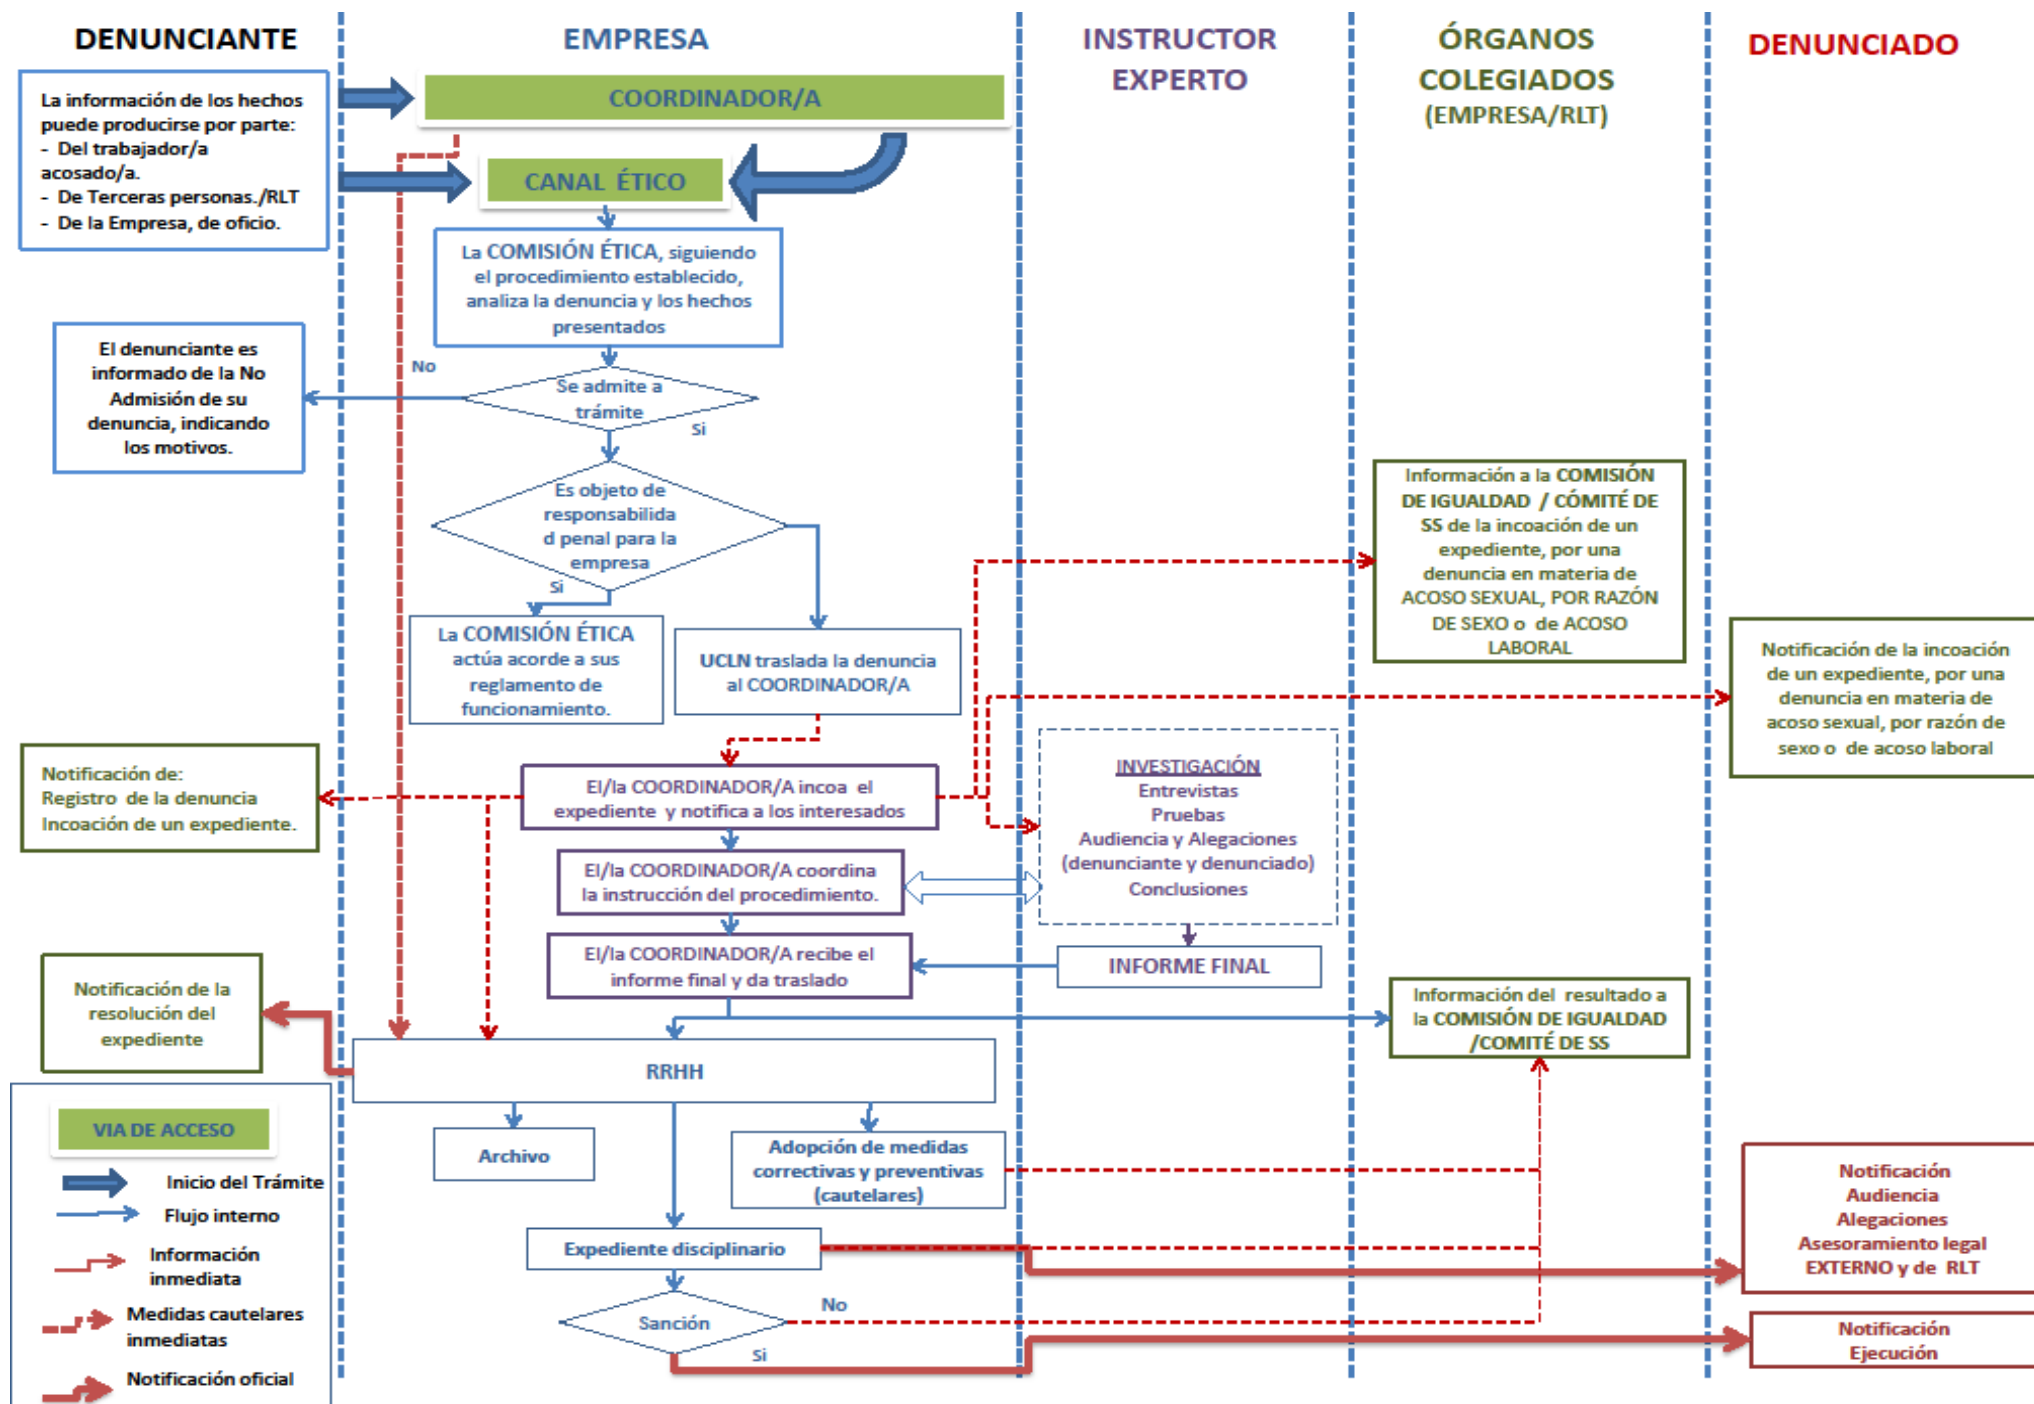 DENUNCIANTE
EMPRESA
INSTRUCTOR
EXPERTO
ÓRGANOS
COLEGIADOS
(EMPRESA/RLT)
DENUNCIADO
La información de los hechos
puede producirse por parte:
- Del trabajador/a
acosado/a.
- De Terceras personas./RLT
- De la Empresa, de oficio.
COORDINADOR/A
CANAL ÉTICO
La COMISIÓN ÉTICA, siguiendo
el procedimiento establecido,
analiza la denuncia y los hechos
presentados
El denunciante es
informado de la No
Admisión de su
denuncia, indicando
los motivos.
No
Se admite a
trámite
Si
Es objeto de
responsabilida
d penal para la
empresa
Si
La COMISIÓN ÉTICA
actúa acorde a sus
reglamento de
funcionamiento.
UCLN traslada la denuncia
al COORDINADOR/A
Información a la COMISIÓN
DE IGUALDAD / CÓMITÉ DE
SS de la incoación de un
expediente, por una
denuncia en materia de
ACOSO SEXUAL, POR RAZÓN
DE SEXO o de ACOSO
LABORAL
Notificación de la incoación
de un expediente, por una
denuncia en materia de
acoso sexual, por razón de
sexo o de acoso laboral
Notificación de:
Registro de la denuncia
Incoación de un expediente.
El/la COORDINADOR/A incoa el
expediente y notifica a los interesados
INVESTIGACIÓN
Entrevistas
Pruebas
Audiencia y Alegaciones
(denunciante y denunciado)
Conclusiones
El/la COORDINADOR/A coordina
la instrucción del procedimiento.
El/la COORDINADOR/A recibe el
informe final y da traslado
INFORME FINAL
Notificación de la
resolución del
expediente
Información del resultado a
la COMISIÓN DE IGUALDAD
/COMITÉ DE SS
RRHH
Archivo
Adopción de medidas
correctivas y preventivas
(cautelares)
Expediente disciplinario
Sanción
No
Si
Notificación
Audiencia
Alegaciones
Asesoramiento legal
EXTERNO y de RLT
Notificación
Ejecución
VIA DE ACCESO
Inicio del Trámite
Flujo interno
Información
inmediata
Medidas cautelares
inmediatas
Notificación oficial